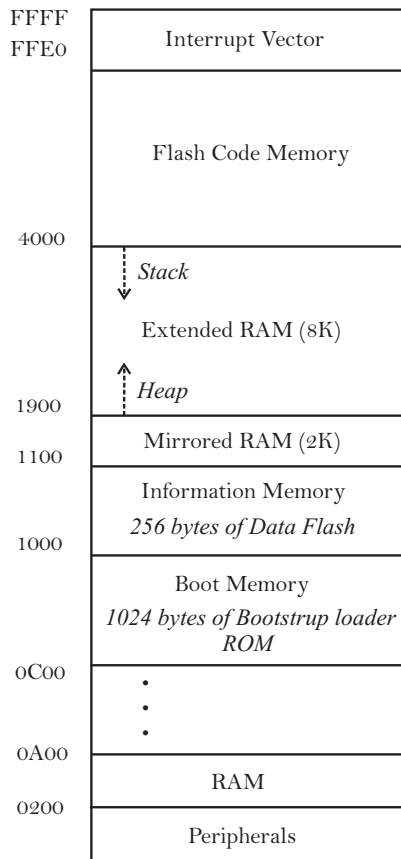 FFFF
FFE0
Interrupt Vector
Flash Code Memory
4000
Stack
Extended RAM (8K)
Heap
1900
Mirrored RAM (2K)
1100
Information Memory
256 bytes of Data Flash
1000
Boot Memory
1024 bytes of Bootstrup loader
ROM
0C00
0A00
RAM
0200
Peripherals